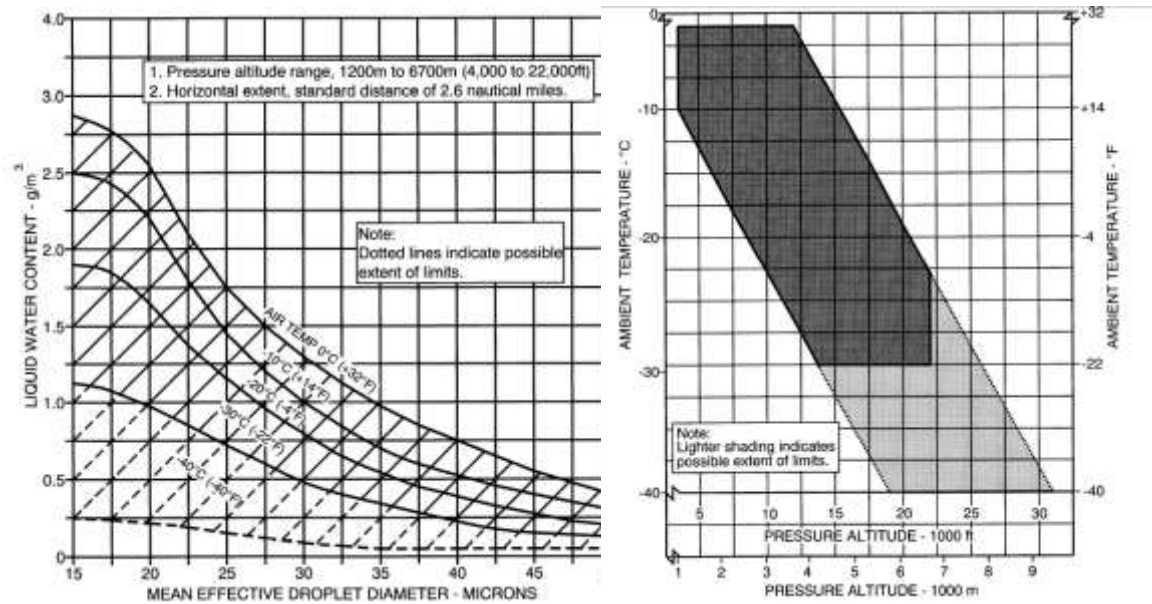 4.0
3.0
2.5
2.0
1.5
1.0
0.5
0
LIQUID WATER CONTENT - g/m3
1. Pressure altitude range, 1200m to 6700m (4,000 to 22,000ft)
2. Horizontal extent, standard distance of 2.6 nautical miles.
Note:
Dotted lines indicate possible
extent of limits.
AIR TEMP 0°C (+32°F)
-10°C (+14°F)
-20°C (-4°F)
-30°C (-22°F)
-40°C (-40°F)
15 20 25 30 35 40 45
MEAN EFFECTIVE DROPLET DIAMETER - MICRONS
0
-10
-20
-30
-40
AMBIENT TEMPERATURE - °C
+32
+14
-4
-22
-40
AMBIENT TEMPERATURE - °F
Note:
Lighter shading indicates
possible extent of limits.
5 10 15 20 25 30
PRESSURE ALTITUDE - 1000 ft
1 2 3 4 5 6 7 8 9
PRESSURE ALTITUDE - 1000 m